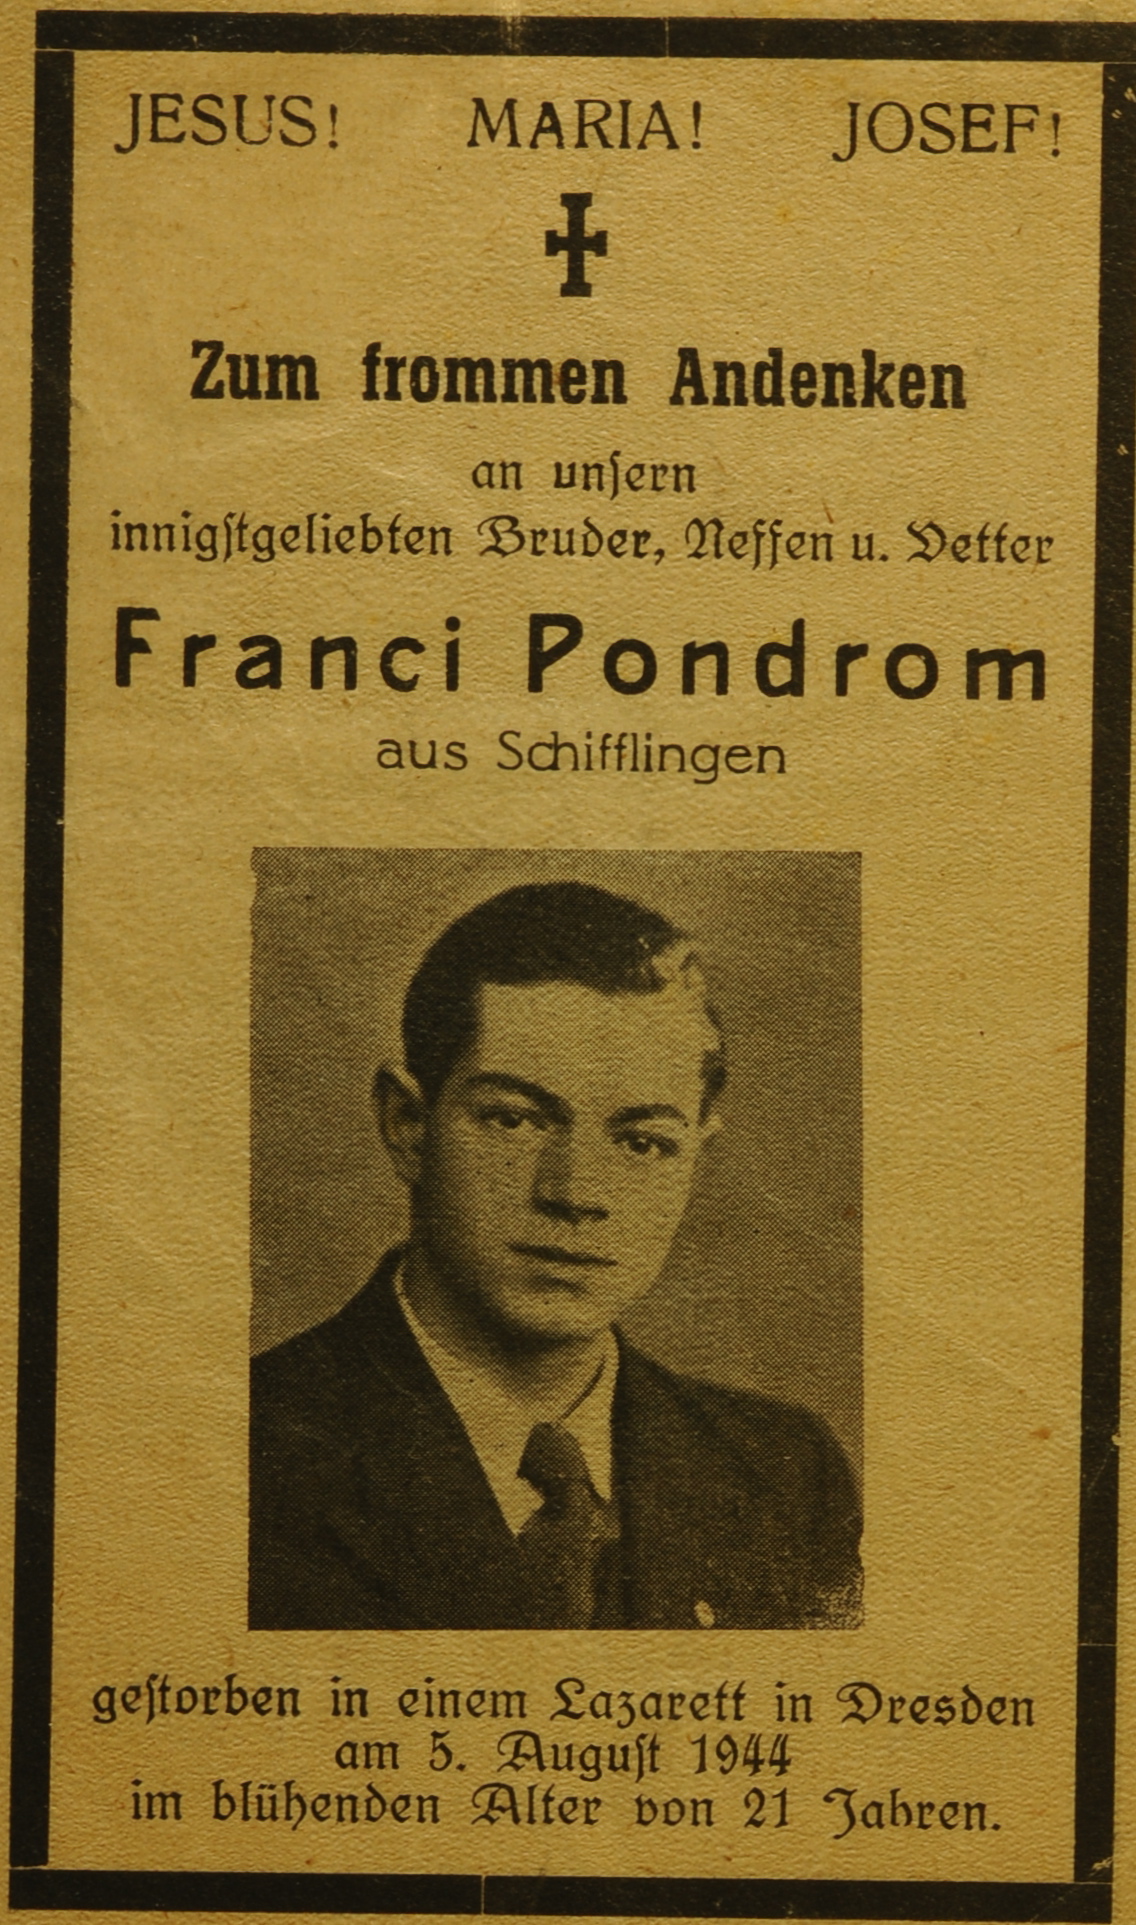 JESUS! MARIA! JOSEF!
Zum frommen Andenken
an unsern
innigstgeliebten Bruder, Neffen u. Vetter
Franci Pondrom
aus Schifflingen
gestorben in einem Lazarett in Dresden
am 5. August 1944
im blühenden Alter von 21 Jahren.